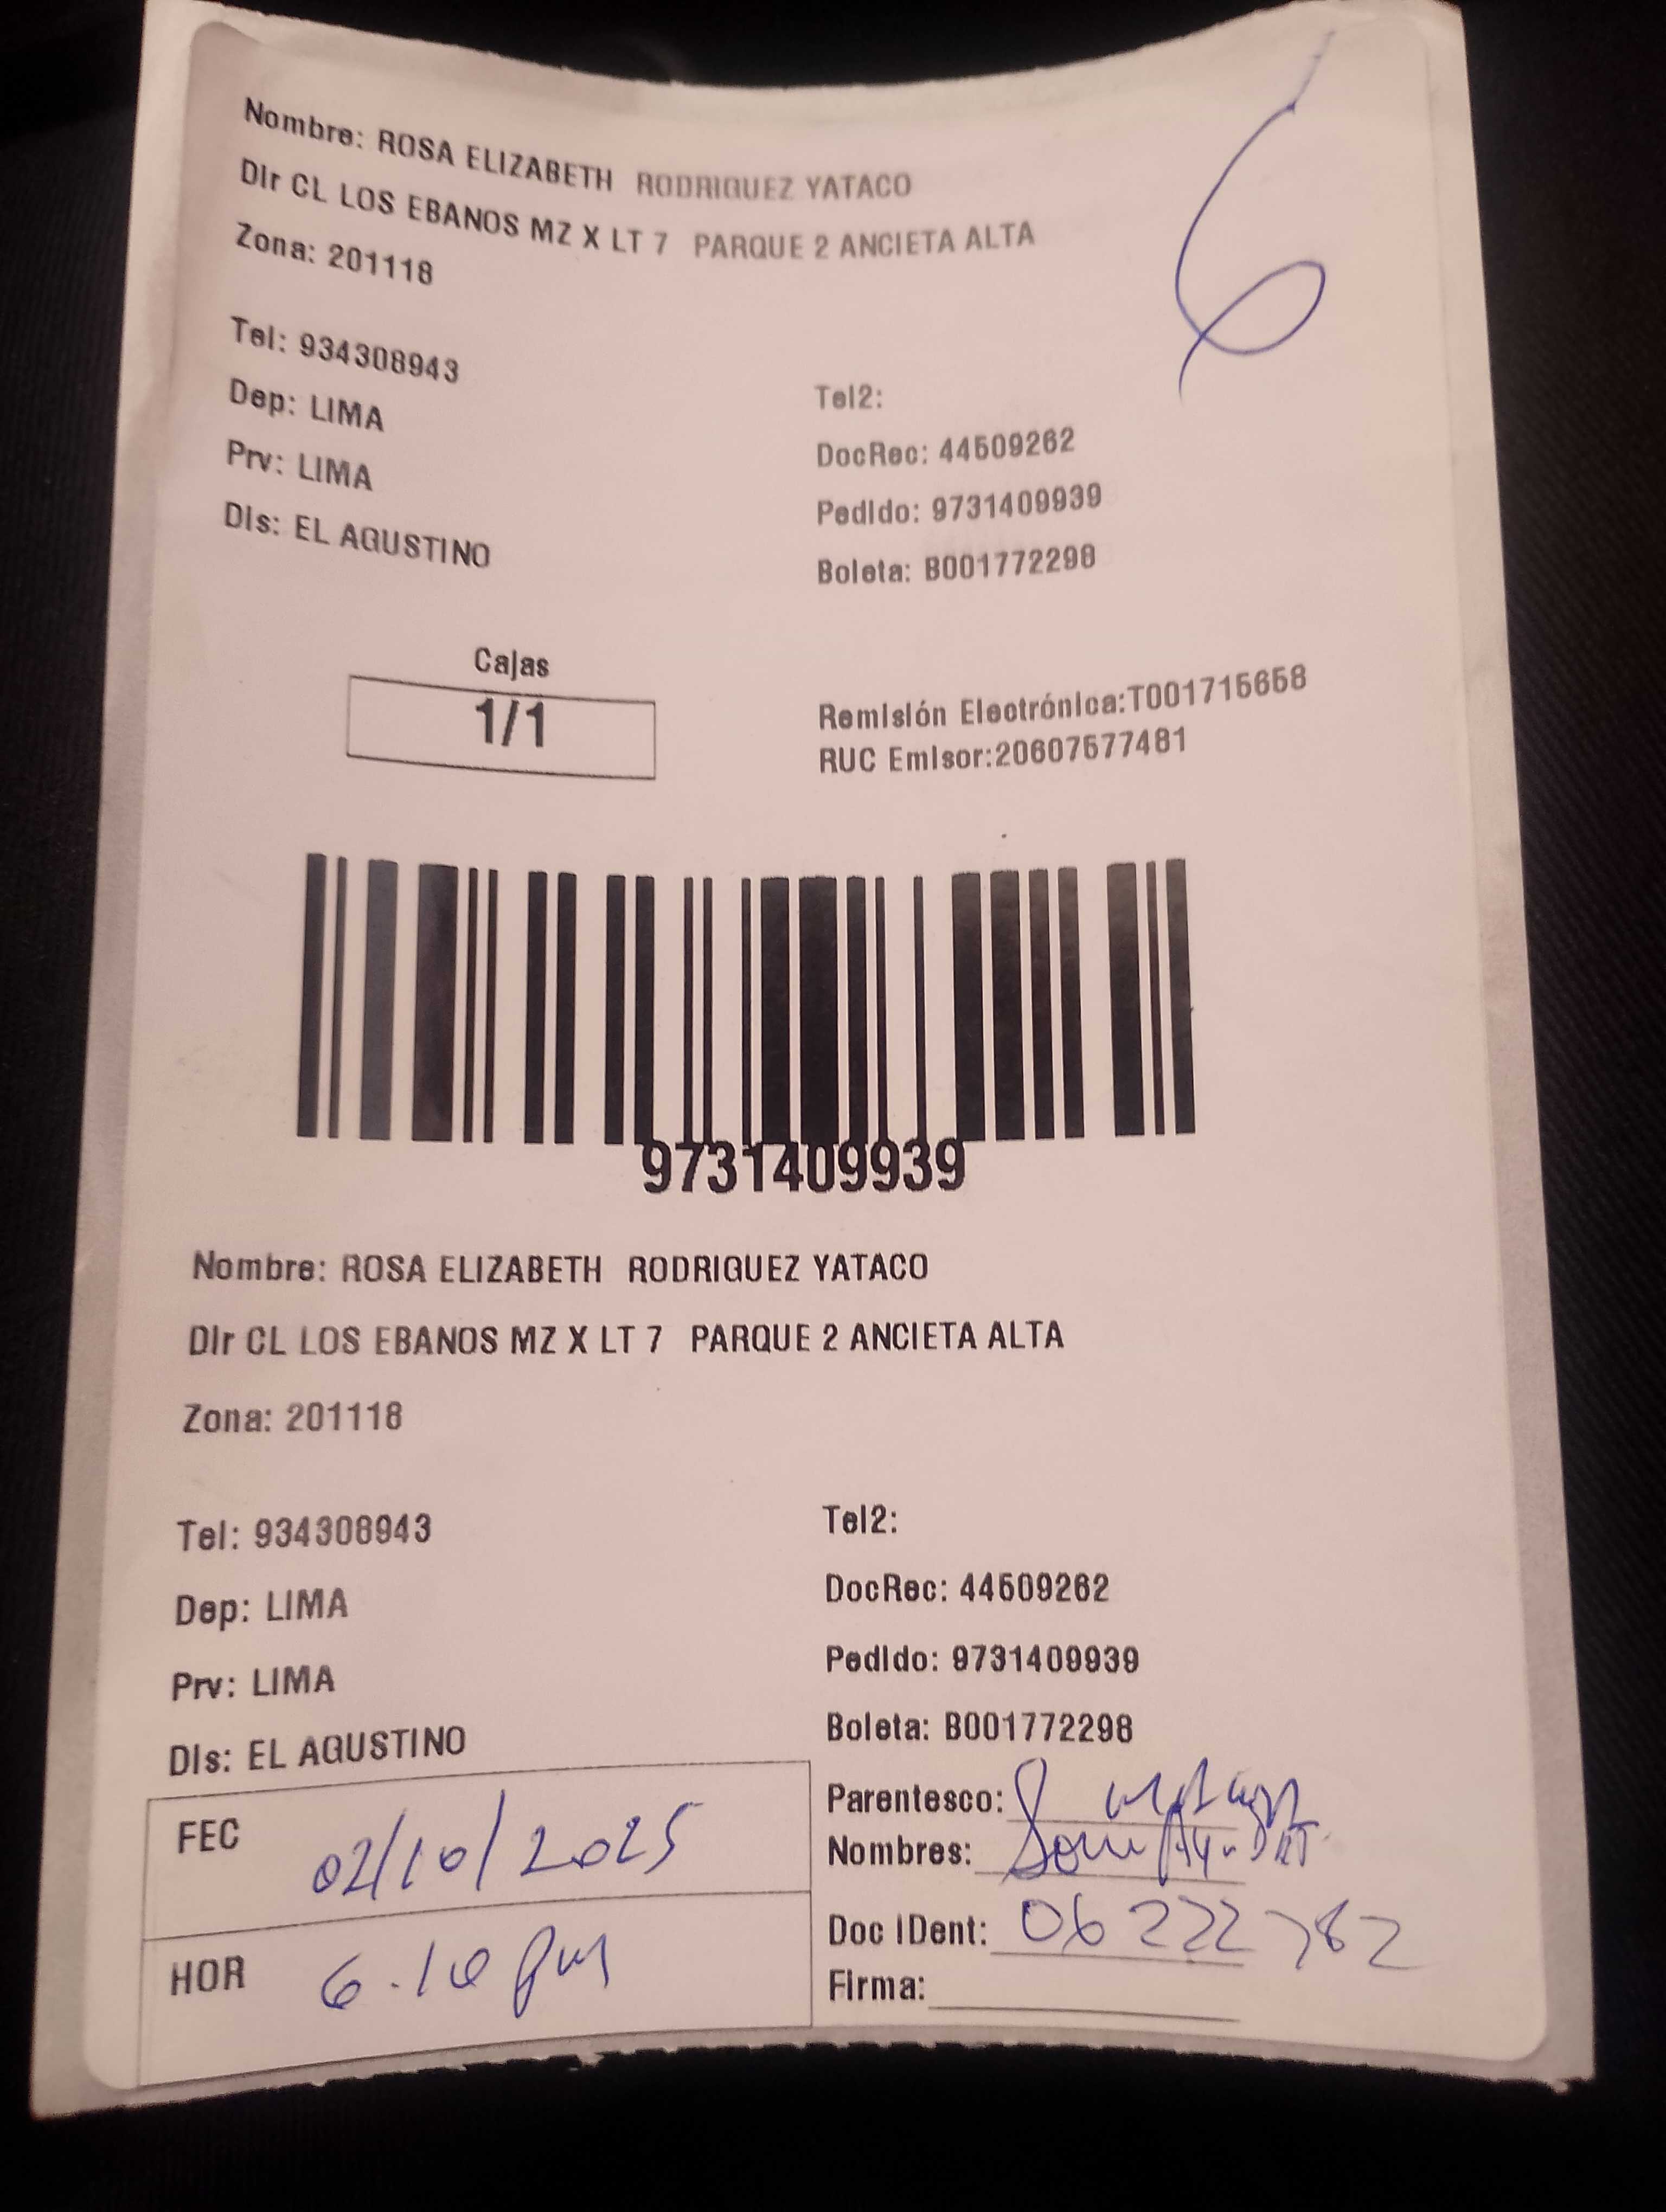 6
Nombre: ROSA ELIZABETH RODRIGUEZ YATACO
Dir CL LOS EBANOS MZ X LT 7 PARQUE 2 ANCIETA ALTA
Zona: 201118
Tel: 934308943
Tel2:
Dep: LIMA
DocRec: 44509262
Prv: LIMA
Pedido: 9731409939
Dis: EL AGUSTINO
Boleta: B001772298
Cajas
1/1
Remisión Electrónica:T001715658
RUC Emisor:20607577481
9731409939
Nombre: ROSA ELIZABETH RODRIGUEZ YATACO
Dir CL LOS EBANOS MZ X LT 7 PARQUE 2 ANCIETA ALTA
Zona: 201118
Tel: 934308943
Tel2:
Dep: LIMA
DocRec: 44509262
Prv: LIMA
Pedido: 9731409939
Dis: EL AGUSTINO
Boleta: B001772298
FEC 02/10/2025
Parentesco:
Nombres:
HOR 6.10 pm
Doc IDent: 06222782
Firma: